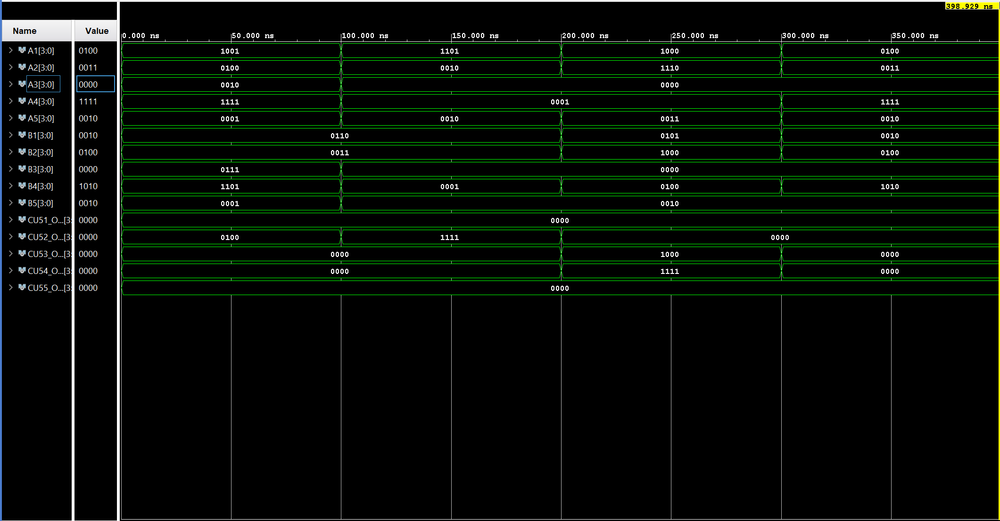 398.929 ns
Name Value 0.000 ns 50.000 ns 100.000 ns 150.000 ns 200.000 ns 250.000 ns 300.000 ns 350.000 ns
A1[3:0] 0100 1001 1101 1000 0100
A2[3:0] 0011 0100 0010 1110 0011
A3[3:0] 0000 0010 0000
A4[3:0] 1111 1111 0001 1111
A5[3:0] 0010 0001 0010 0011 0010
B1[3:0] 0010 0110 0101 0010
B2[3:0] 0100 0011 1000 0100
B3[3:0] 0000 0111 0000
B4[3:0] 1010 1101 0001 0100 1010
B5[3:0] 0010 0001 0010
CU51_O...[3: 0000 0000
CU52_O...[3: 0000 0100 1111 0000
CU53_O...[3: 0000 0000 1000 0000
CU54_O...[3: 0000 0000 1111 0000
CU55_O...[3: 0000 0000